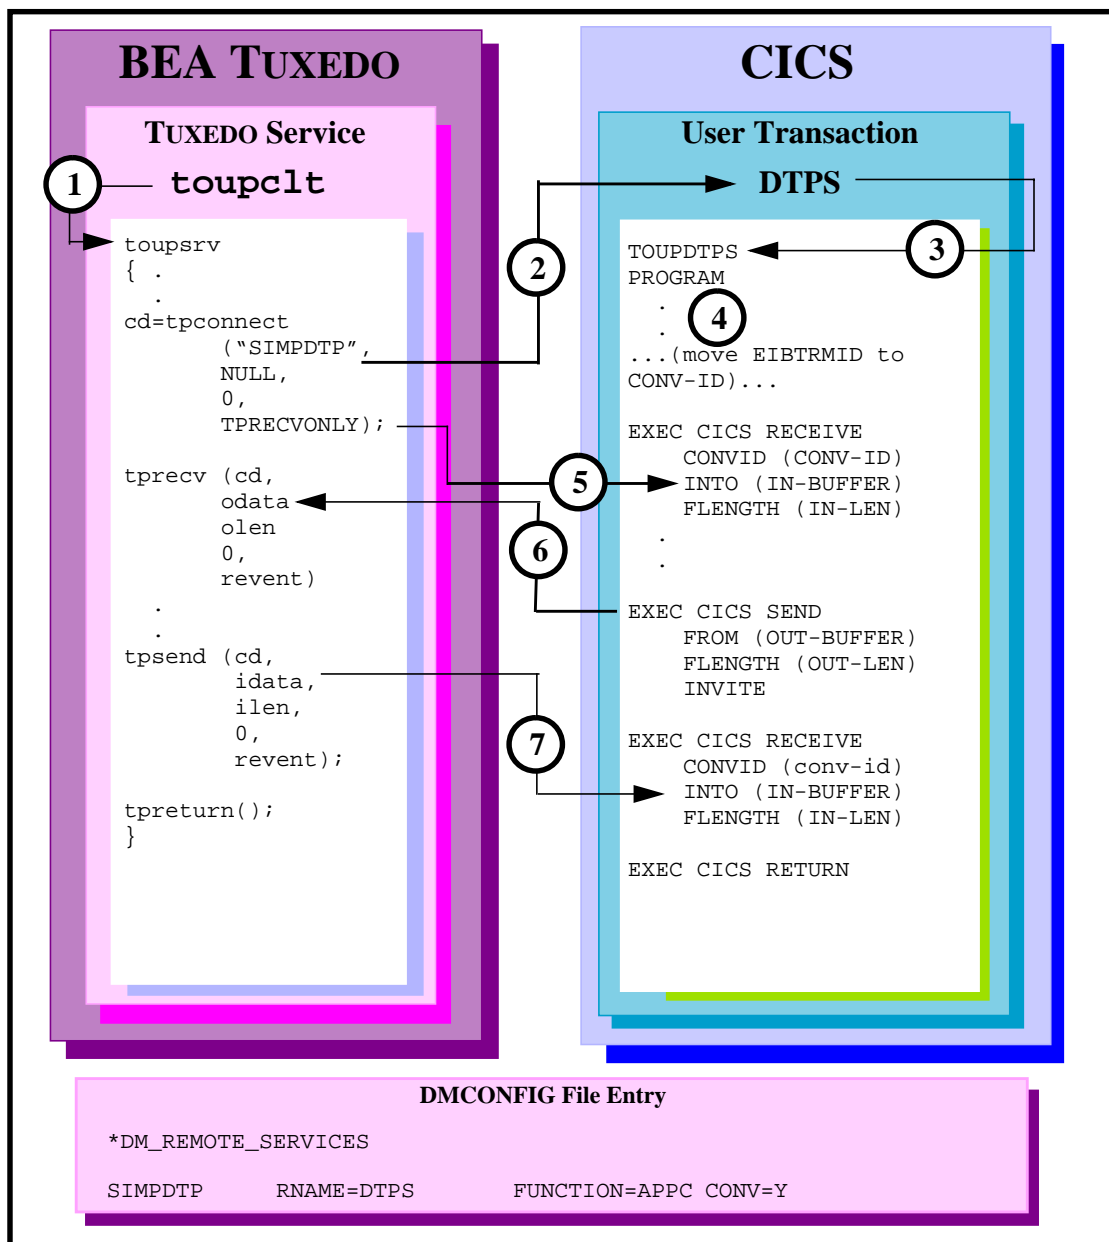 BEA TUXEDO
TUXEDO Service
1
toupclt
toupsrv
{ .
.
cd=tpconnect
(“SIMPDTP”,
NULL,
0,
TPRECVONLY);
tprecv (cd,
odata
olen
0,
revent)
.
.
tpsend (cd,
idata,
ilen,
0,
revent);
tpreturn();
}
2
5
6
7
CICS
User Transaction
DTPS
3
TOUPDTPS
PROGRAM
.
4
.
...(move EIBTRMID to
CONV-ID)...
EXEC CICS RECEIVE
CONVID (CONV-ID)
INTO (IN-BUFFER)
FLENGTH (IN-LEN)
.
.
EXEC CICS SEND
FROM (OUT-BUFFER)
FLENGTH (OUT-LEN)
INVITE
EXEC CICS RECEIVE
CONVID (conv-id)
INTO (IN-BUFFER)
FLENGTH (IN-LEN)
EXEC CICS RETURN
DMCONFIG File Entry
*DM_REMOTE_SERVICES
SIMPDTP RNAME=DTPS FUNCTION=APPC CONV=Y